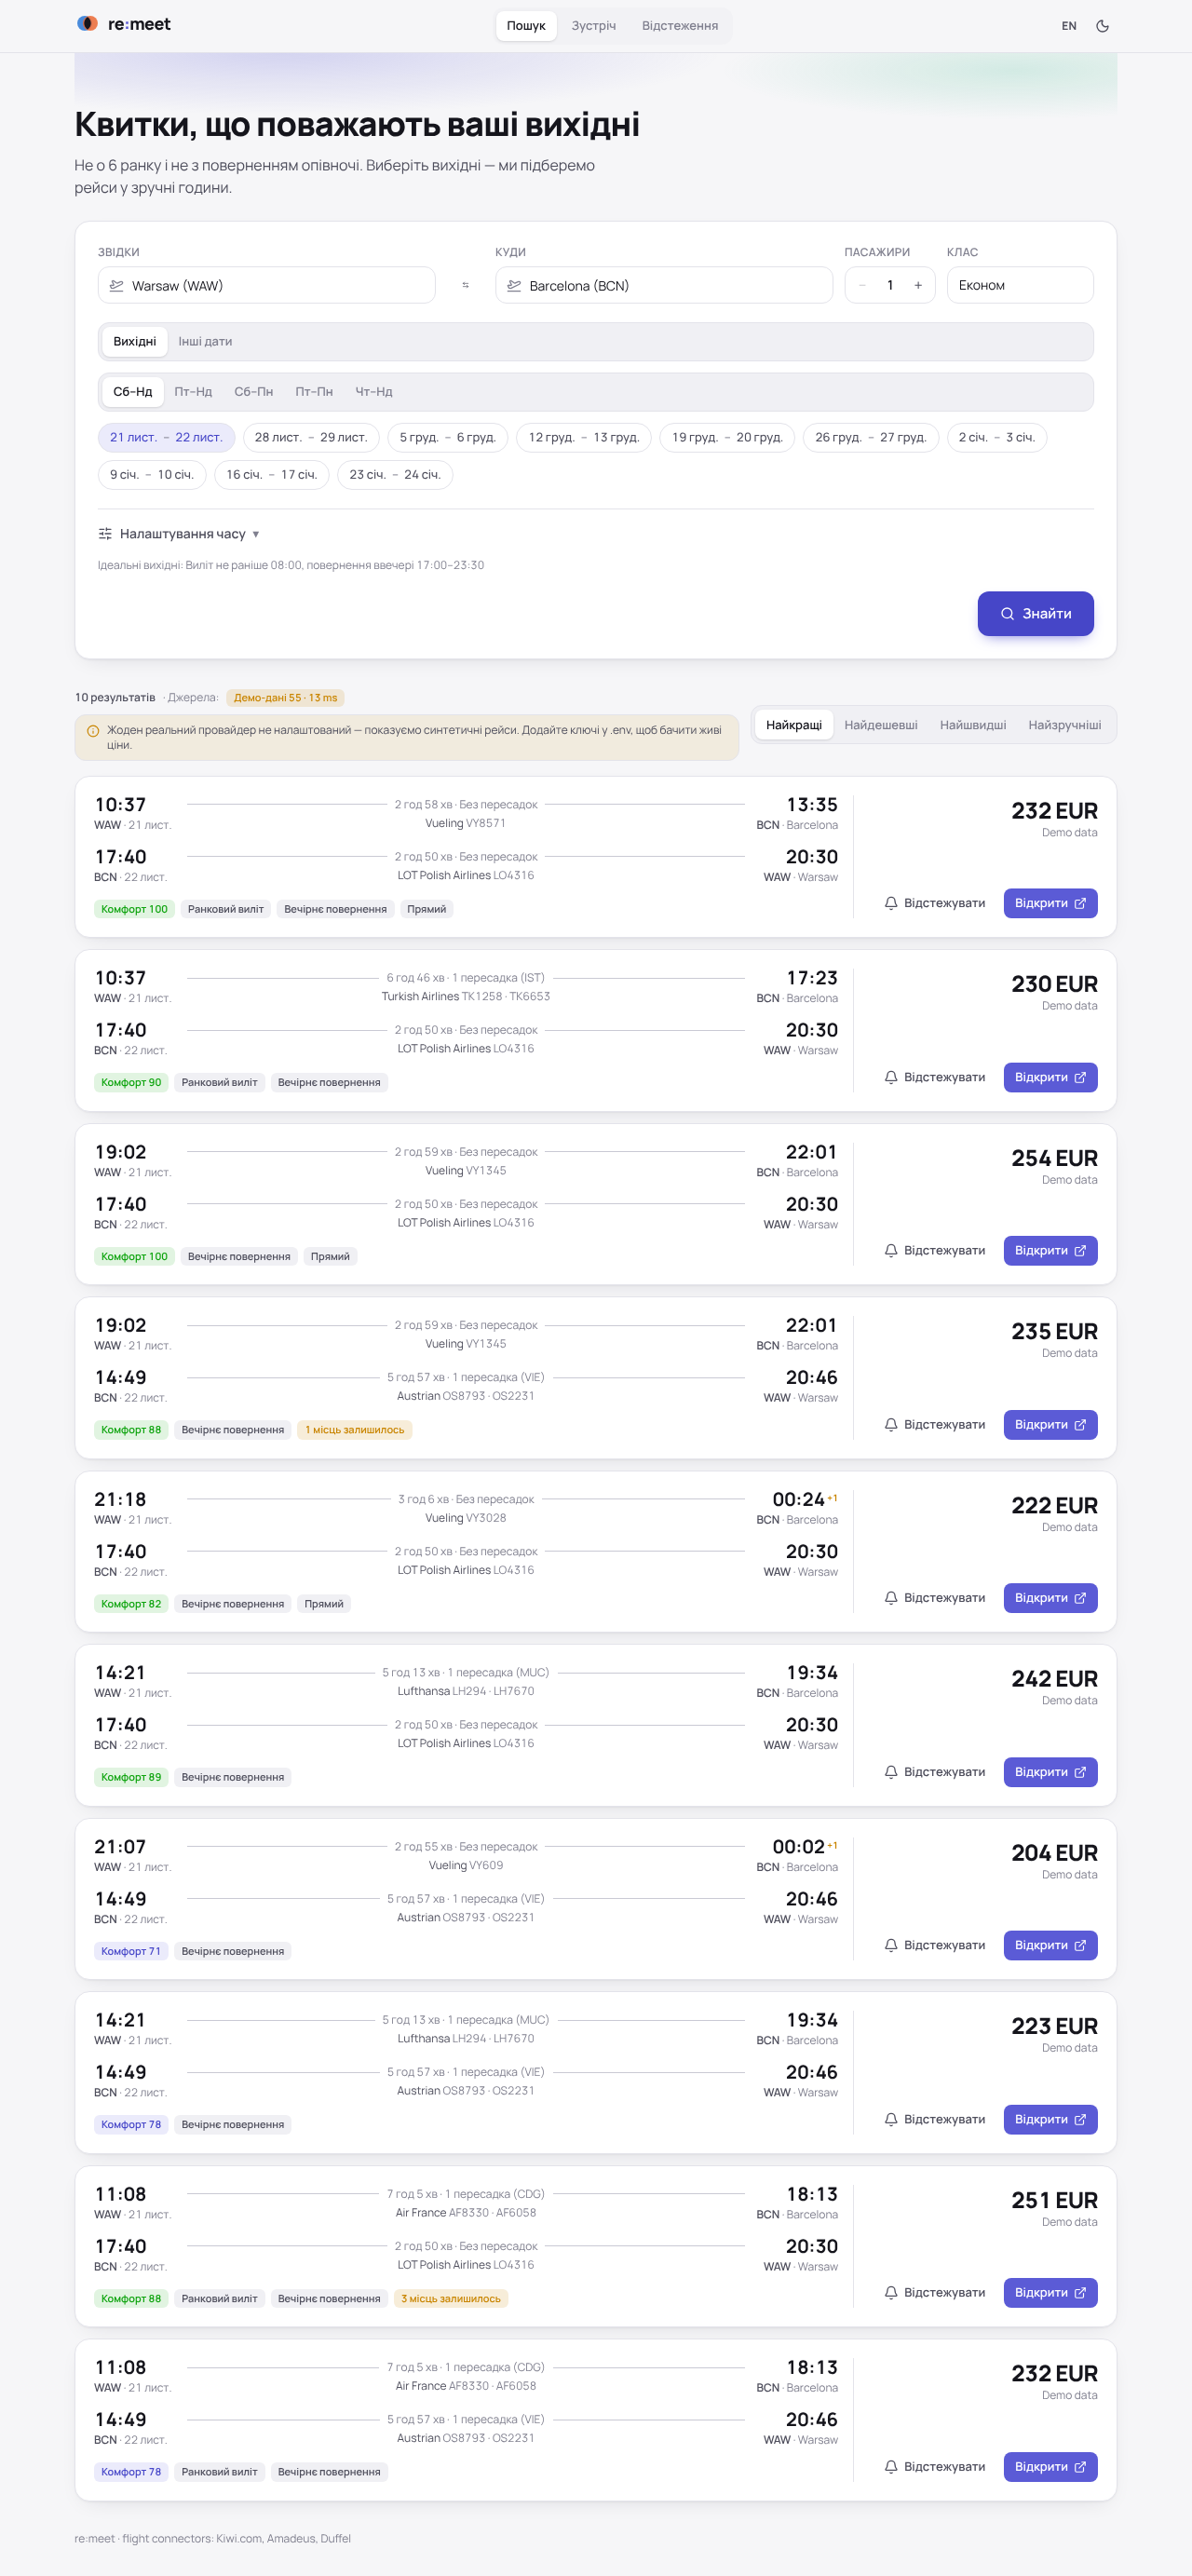 re:meet
Пошук Зустріч Відстеження
EN
Квитки, що поважають ваші вихідні
Не о 6 ранку і не з поверненням опівночі. Виберіть вихідні — ми підберемо
рейси у зручні години.
ЗВІДКИ КУДИ ПАСАЖИРИ КЛАС
Warsaw (WAW) Barcelona (BCN) − 1 + Економ
Вихідні Інші дати
Сб–Нд Пт–Нд Сб–Пн Пт–Пн Чт–Нд
21 лист. – 22 лист. 28 лист. – 29 лист. 5 груд. – 6 груд. 12 груд. – 13 груд. 19 груд. – 20 груд. 26 груд. – 27 груд. 2 січ. – 3 січ.
9 січ. – 10 січ. 16 січ. – 17 січ. 23 січ. – 24 січ.
Налаштування часу ▾
Ідеальні вихідні: Виліт не раніше 08:00, повернення ввечері 17:00–23:30
Знайти
10 результатів · Джерела: Демо-дані 55 · 13 ms
Жоден реальний провайдер не налаштований — показуємо синтетичні рейси. Додайте ключі у .env, щоб бачити живі
ціни.
Найкращі Найдешевші Найшвидші Найзручніші
10:37 2 год 58 хв · Без пересадок 13:35 232 EUR
WAW · 21 лист. Vueling VY8571 BCN · Barcelona Demo data
17:40 2 год 50 хв · Без пересадок 20:30
BCN · 22 лист. LOT Polish Airlines LO4316 WAW · Warsaw
Комфорт 100 Ранковий виліт Вечірнє повернення Прямий Відстежувати Відкрити
10:37 6 год 46 хв · 1 пересадка (IST) 17:23 230 EUR
WAW · 21 лист. Turkish Airlines TK1258 · TK6653 BCN · Barcelona Demo data
17:40 2 год 50 хв · Без пересадок 20:30
BCN · 22 лист. LOT Polish Airlines LO4316 WAW · Warsaw
Комфорт 90 Ранковий виліт Вечірнє повернення Відстежувати Відкрити
19:02 2 год 59 хв · Без пересадок 22:01 254 EUR
WAW · 21 лист. Vueling VY1345 BCN · Barcelona Demo data
17:40 2 год 50 хв · Без пересадок 20:30
BCN · 22 лист. LOT Polish Airlines LO4316 WAW · Warsaw
Комфорт 100 Вечірнє повернення Прямий Відстежувати Відкрити
19:02 2 год 59 хв · Без пересадок 22:01 235 EUR
WAW · 21 лист. Vueling VY1345 BCN · Barcelona Demo data
14:49 5 год 57 хв · 1 пересадка (VIE) 20:46
BCN · 22 лист. Austrian OS8793 · OS2231 WAW · Warsaw
Комфорт 88 Вечірнє повернення 1 місць залишилось Відстежувати Відкрити
21:18 3 год 6 хв · Без пересадок 00:24 +1 222 EUR
WAW · 21 лист. Vueling VY3028 BCN · Barcelona Demo data
17:40 2 год 50 хв · Без пересадок 20:30
BCN · 22 лист. LOT Polish Airlines LO4316 WAW · Warsaw
Комфорт 82 Вечірнє повернення Прямий Відстежувати Відкрити
14:21 5 год 13 хв · 1 пересадка (MUC) 19:34 242 EUR
WAW · 21 лист. Lufthansa LH294 · LH7670 BCN · Barcelona Demo data
17:40 2 год 50 хв · Без пересадок 20:30
BCN · 22 лист. LOT Polish Airlines LO4316 WAW · Warsaw
Комфорт 89 Вечірнє повернення Відстежувати Відкрити
21:07 2 год 55 хв · Без пересадок 00:02 +1 204 EUR
WAW · 21 лист. Vueling VY609 BCN · Barcelona Demo data
14:49 5 год 57 хв · 1 пересадка (VIE) 20:46
BCN · 22 лист. Austrian OS8793 · OS2231 WAW · Warsaw
Комфорт 71 Вечірнє повернення Відстежувати Відкрити
14:21 5 год 13 хв · 1 пересадка (MUC) 19:34 223 EUR
WAW · 21 лист. Lufthansa LH294 · LH7670 BCN · Barcelona Demo data
14:49 5 год 57 хв · 1 пересадка (VIE) 20:46
BCN · 22 лист. Austrian OS8793 · OS2231 WAW · Warsaw
Комфорт 78 Вечірнє повернення Відстежувати Відкрити
11:08 7 год 5 хв · 1 пересадка (CDG) 18:13 251 EUR
WAW · 21 лист. Air France AF8330 · AF6058 BCN · Barcelona Demo data
17:40 2 год 50 хв · Без пересадок 20:30
BCN · 22 лист. LOT Polish Airlines LO4316 WAW · Warsaw
Комфорт 88 Ранковий виліт Вечірнє повернення 3 місць залишилось Відстежувати Відкрити
11:08 7 год 5 хв · 1 пересадка (CDG) 18:13 232 EUR
WAW · 21 лист. Air France AF8330 · AF6058 BCN · Barcelona Demo data
14:49 5 год 57 хв · 1 пересадка (VIE) 20:46
BCN · 22 лист. Austrian OS8793 · OS2231 WAW · Warsaw
Комфорт 78 Ранковий виліт Вечірнє повернення Відстежувати Відкрити
re:meet · flight connectors: Kiwi.com, Amadeus, Duffel